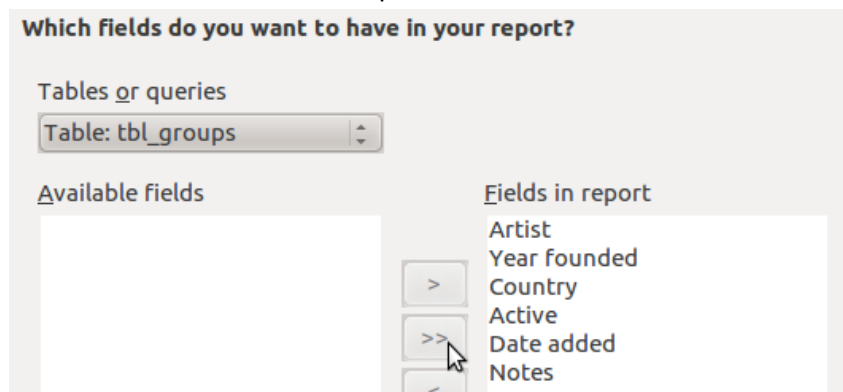 Which fields do you want to have in your report?
Tables or queries
Table: tbl_groups
Available fields
Fields in report
Artist
Year founded
Country
Active
Date added
Notes
>
>>
<